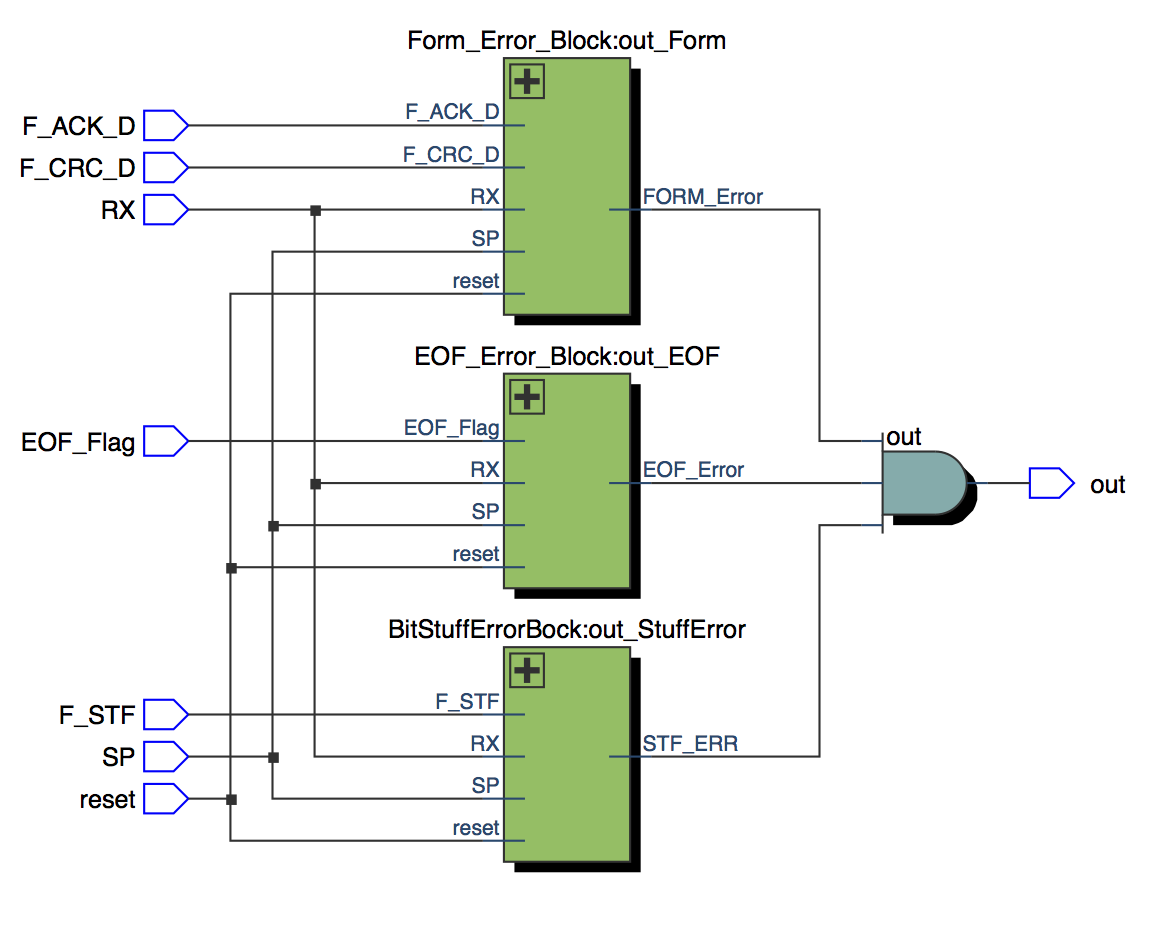 Form_Error_Block:out_Form
F_ACK_D
F_ACK_D
F_CRC_D
F_CRC_D
RX
RX
FORM_Error
SP
reset
EOF_Error_Block:out_EOF
EOF_Flag
EOF_Flag
RX
EOF_Error
SP
reset
out
out
BitStuffErrorBock:out_StuffError
F_STF
F_STF
SP
RX
STF_ERR
reset
SP
reset